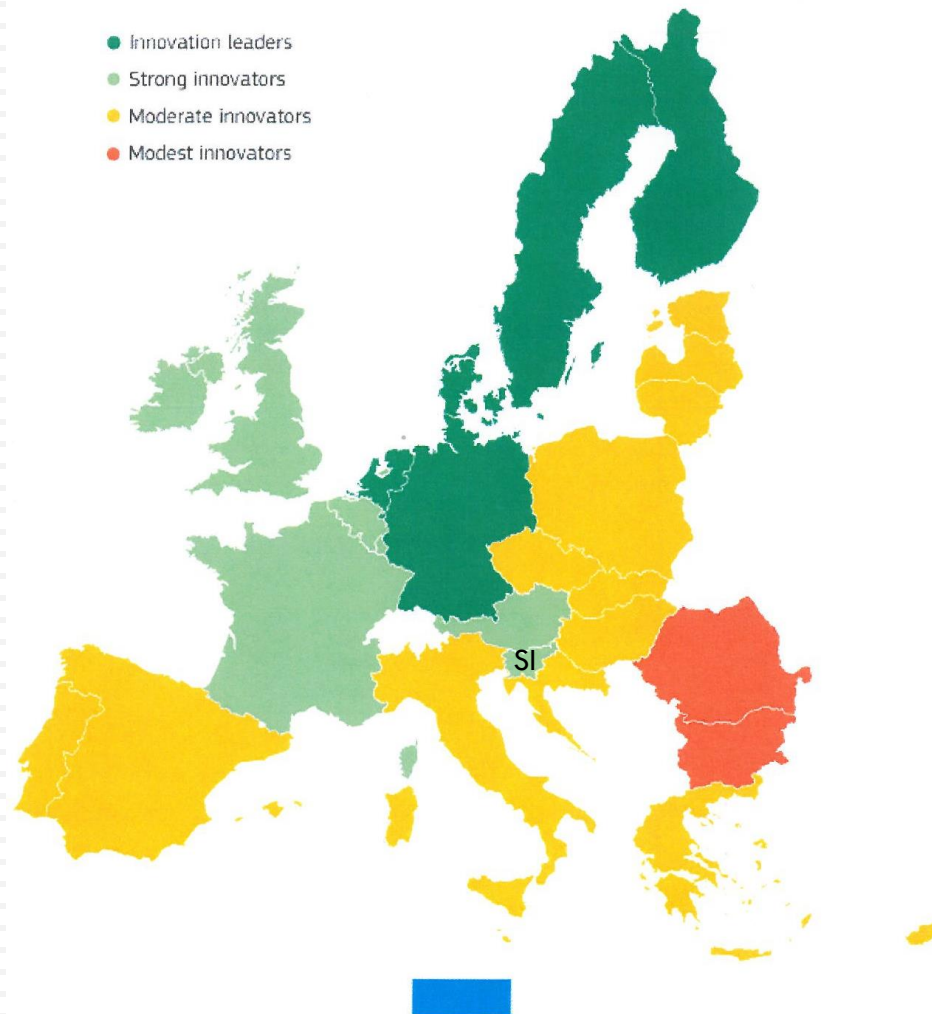 Innovation leaders
Strong innovators
Moderate innovators
Modest innovators
SI